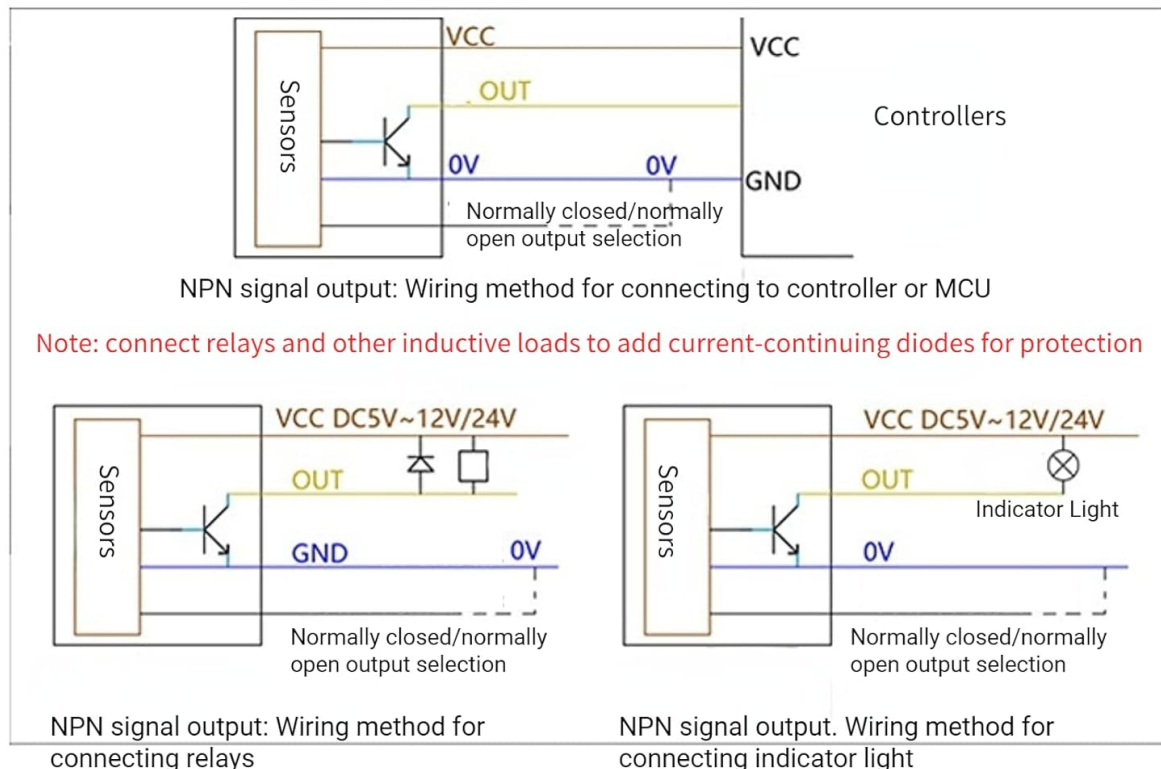 VCC
VCC
OUT
Sensors
Controllers
0V
0V
GND
Normally closed/normally
open output selection
NPN signal output: Wiring method for connecting to controller or MCU
Note: connect relays and other inductive loads to add current-continuing diodes for protection
VCC DC5V~12V/24V
OUT
Sensors
GND
0V
Normally closed/normally
open output selection
NPN signal output: Wiring method for
connecting relays
VCC DC5V~12V/24V
OUT
Indicator Light
Sensors
0V
Normally closed/normally
open output selection
NPN signal output. Wiring method for
connecting indicator light